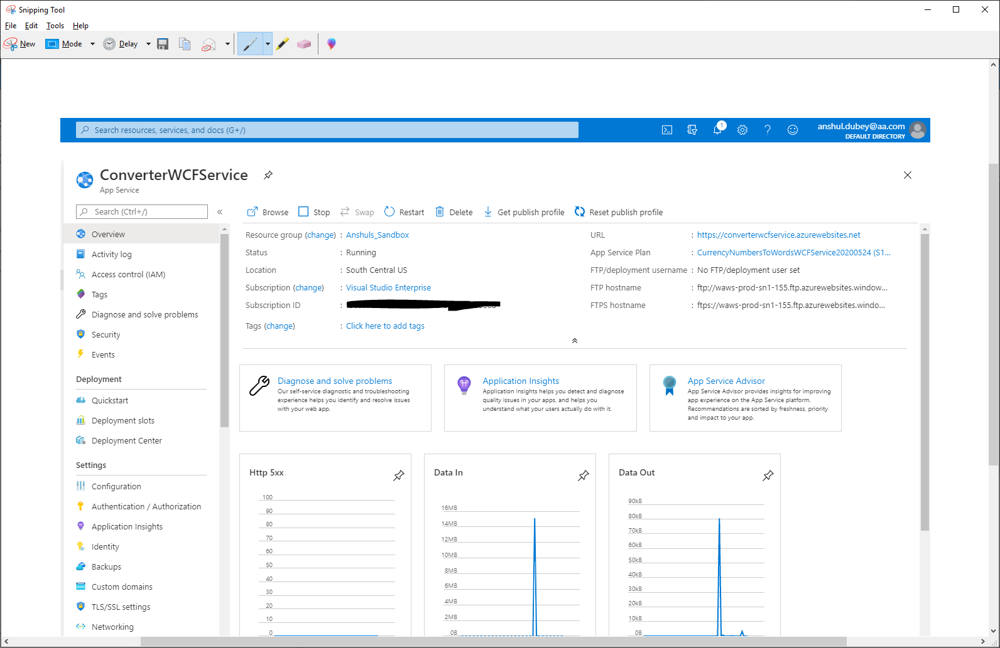 Snipping Tool
File Edit Tools Help
New Mode Delay
Search resources, services, and docs (G+/)
1
anshul.dubey@aa.com
DEFAULT DIRECTORY
ConverterWCFService
App Service
Search (Ctrl+/)
«
Browse Stop Swap Restart Delete Get publish profile Reset publish profile
Overview
Activity log
Access control (IAM)
Tags
Diagnose and solve problems
Security
Events
Deployment
Quickstart
Deployment slots
Deployment Center
Settings
Configuration
Authentication / Authorization
Application Insights
Identity
Backups
Custom domains
TLS/SSL settings
Networking
Resource group (change) : Anshuls_Sandbox
Status : Running
Location : South Central US
Subscription (change) : Visual Studio Enterprise
Subscription ID :
Tags (change) : Click here to add tags
URL : https://converterwcfservice.azurewebsites.net
App Service Plan : CurrencyNumbersToWordsWCFService20200524 (S1...
FTP/deployment username : No FTP/deployment user set
FTP hostname : ftp://waws-prod-sn1-155.ftp.azurewebsites.window...
FTPS hostname : ftps://waws-prod-sn1-155.ftp.azurewebsites.windo...
Diagnose and solve problems
Our self-service diagnostic and troubleshooting
experience helps you identify and resolve issues
with your web app.
Application Insights
Application Insights helps you detect and diagnose
quality issues in your apps, and helps you
understand what your users actually do with it.
App Service Advisor
App Service Advisor provides insights for improving
app experience on the App Service platform.
Recommendations are sorted by freshness, priority
and impact to your app.
Http 5xx
100
90
80
70
60
50
40
30
20
10
0
Data In
16MB
14MB
12MB
10MB
8MB
6MB
4MB
2MB
0B
Data Out
90kB
80kB
70kB
60kB
50kB
40kB
30kB
20kB
10kB
0B